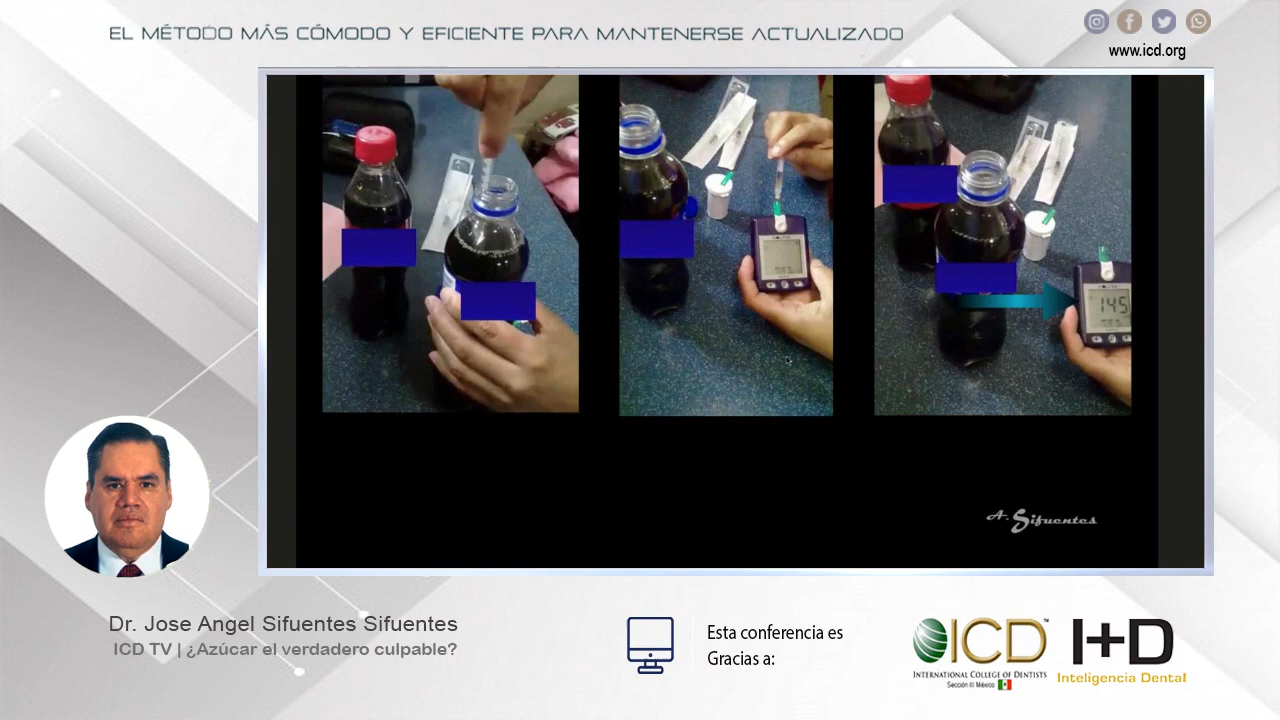 EL MÉTODO MÁS CÓMODO Y EFICIENTE PARA MANTENERSE ACTUALIZADO
www.icd.org
145
A. Sifuentes
Dr. Jose Angel Sifuentes Sifuentes
ICD TV | ¿Azúcar el verdadero culpable?
Esta conferencia es
Gracias a:
ICD™
INTERNATIONAL COLLEGE OF DENTISTS
Sección III México
I+D
Inteligencia Dental